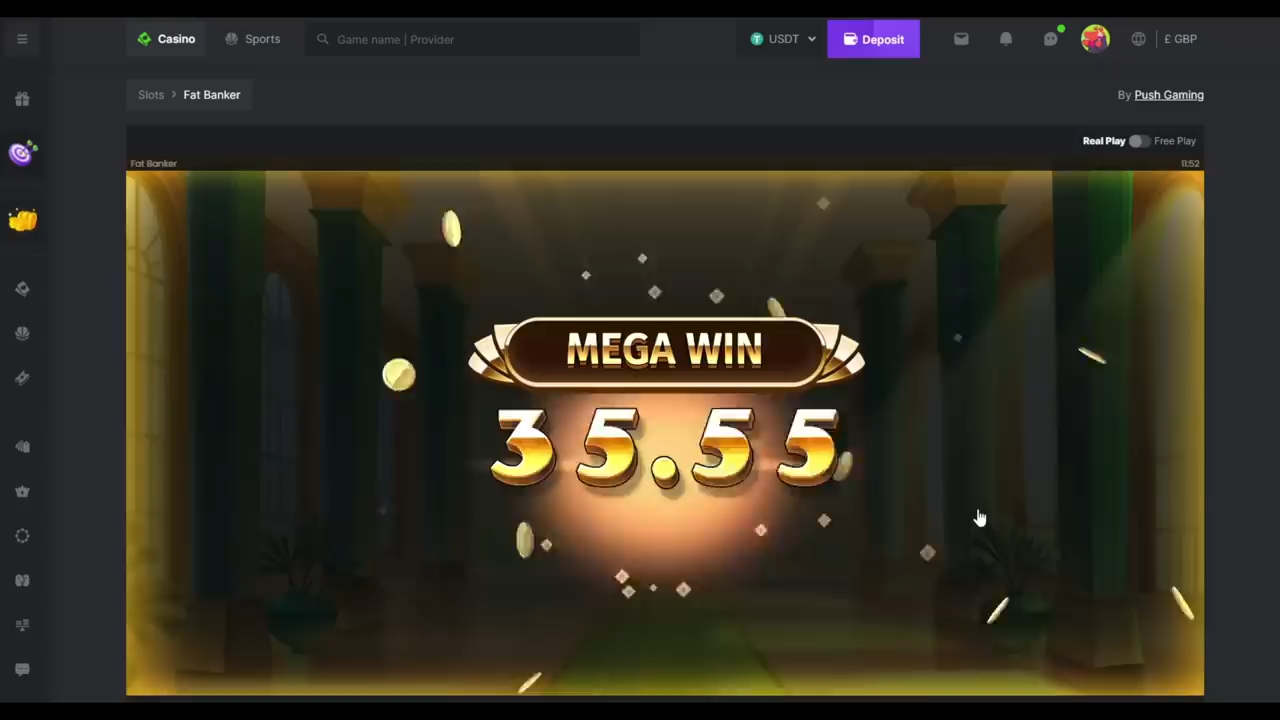 Casino
Sports
Game name | Provider
USDT
Deposit
£ GBP
Slots > Fat Banker
By Push Gaming
Real Play
Free Play
Fat Banker
11:52
MEGA WIN
35.55